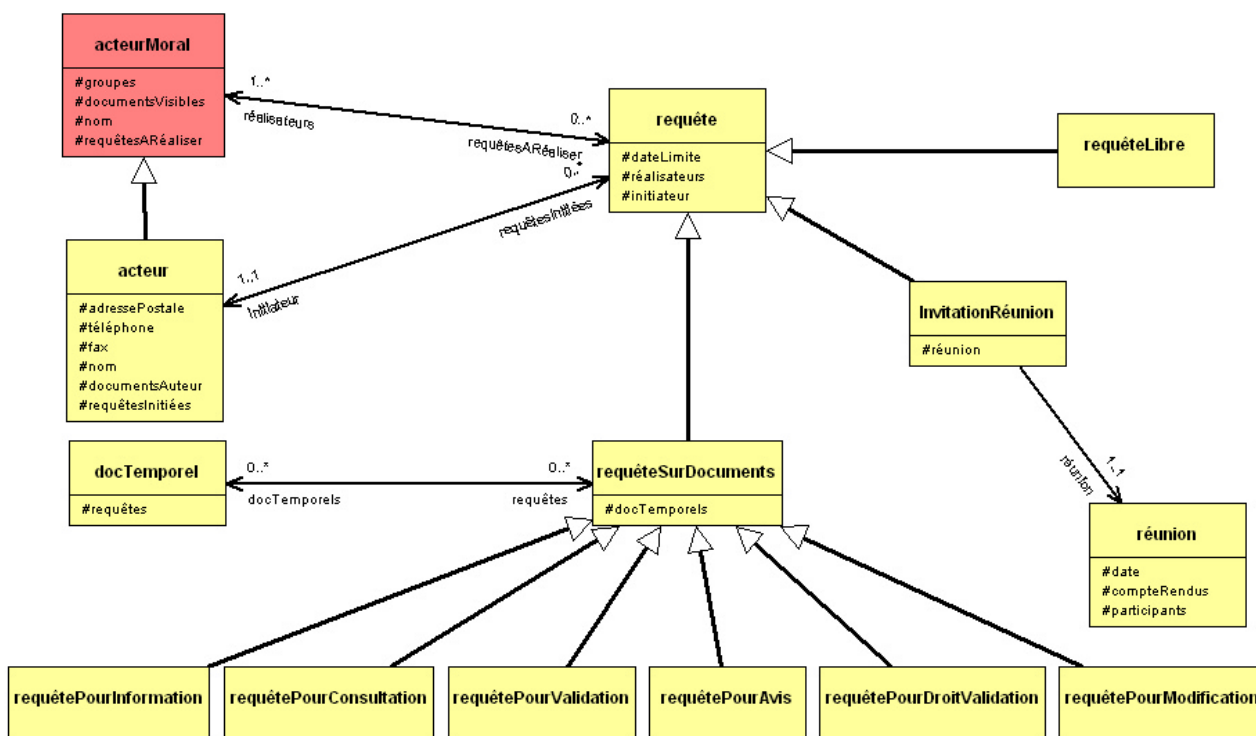 acteurMoral
#groupes
#documentsVisibles
#nom
#requêtesARéaliser
1..*
réalisateurs
0..*
requêtesARéaliser
requête
#dateLimite
#réalisateurs
#initiateur
requêteLibre
0..*
requêtesInitiées
1..1
initiateur
acteur
#adressePostale
#téléphone
#fax
#nom
#documentsAuteur
#requêtesInitiées
InvitationRéunion
#réunion
1..1
réunion
docTemporel
#requêtes
0..*
docTemporels
0..*
requêtes
requêteSurDocuments
#docTemporels
réunion
#date
#compteRendus
#participants
requêtePourInformation
requêtePourConsultation
requêtePourValidation
requêtePourAvis
requêtePourDroitValidation
requêtePourModification